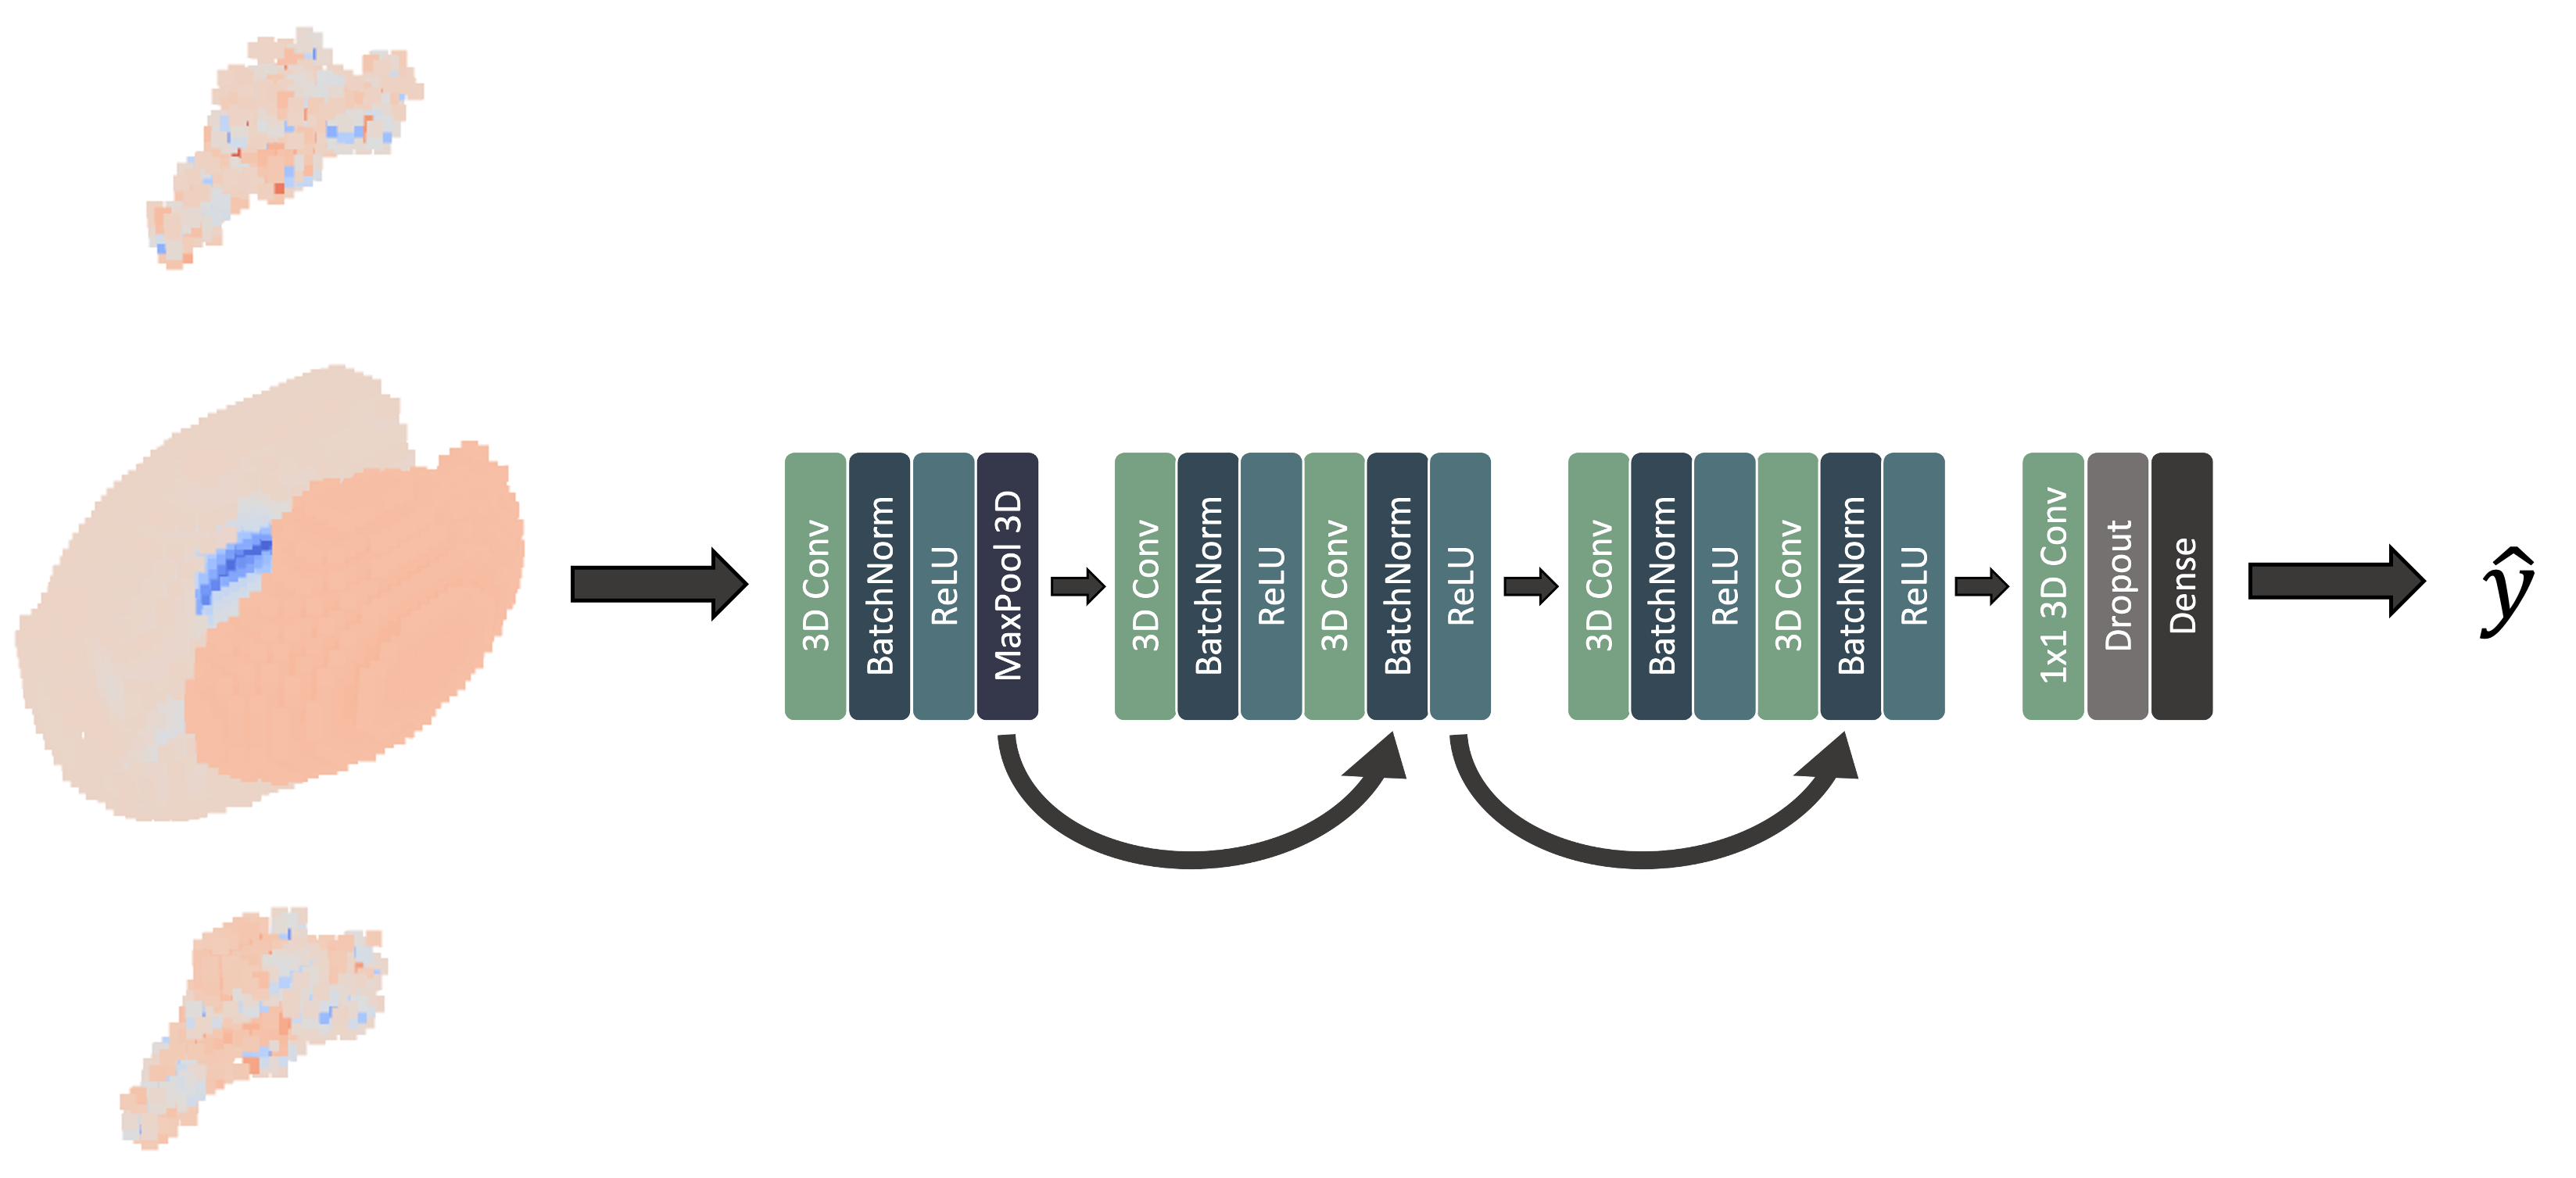 3D Conv
BatchNorm
ReLU
MaxPool 3D
3D Conv
BatchNorm
ReLU
3D Conv
BatchNorm
ReLU
3D Conv
BatchNorm
ReLU
3D Conv
BatchNorm
ReLU
1x1 3D Conv
Dropout
Dense
ŷ